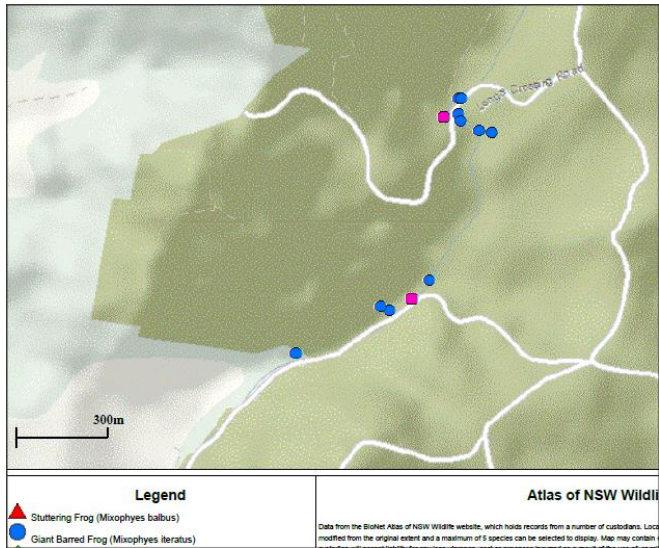 Longs Crossing Road
300m
Legend
Stuttering Frog (Mixophyes balbus)
Giant Barred Frog (Mixophyes iteratus)
Atlas of NSW Wildli
Data from the BioNet Atlas of NSW Wildlife website, which holds records from a number of custodians. Loca
modified from the original extent and a maximum of 5 species can be selected to display. Map may contain